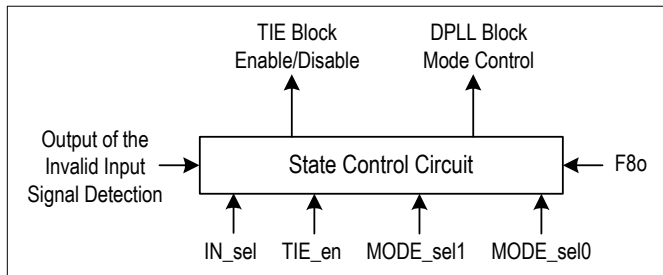 TIE Block
Enable/Disable
DPLL Block
Mode Control
Output of the
Invalid Input
Signal Detection
State Control Circuit
F8o
IN_sel
TIE_en
MODE_sel1
MODE_sel0